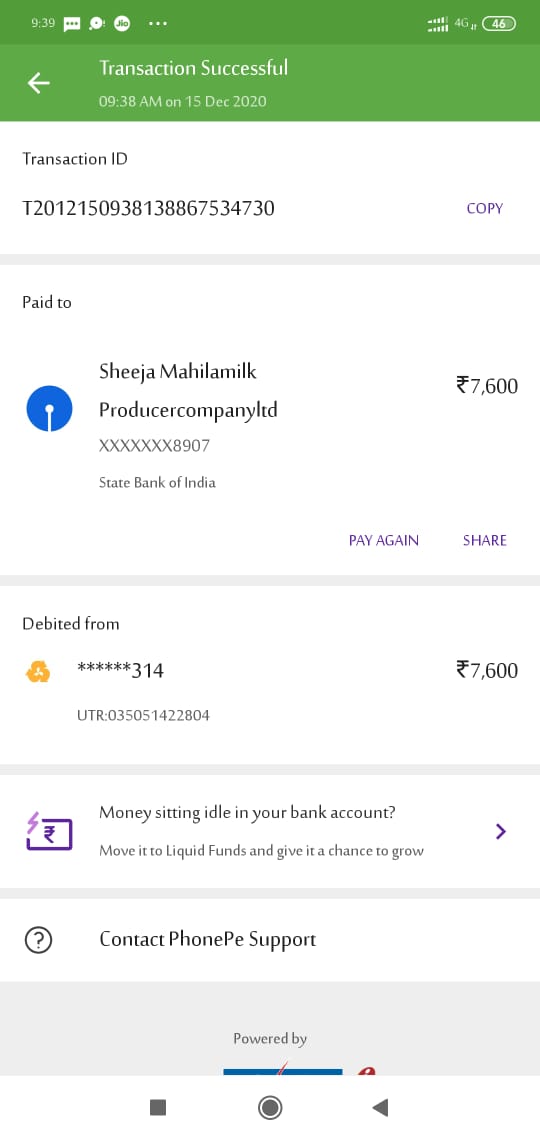 9:39 Jio ... 4G 46
Transaction Successful
09:38 AM on 15 Dec 2020
Transaction ID
T2012150938138867534730 COPY
Paid to
Sheeja Mahilamilk
Producercompanyltd
₹7,600
XXXXXXX8907
State Bank of India
PAY AGAIN SHARE
Debited from
******314 ₹7,600
UTR:035051422804
Money sitting idle in your bank account?
Move it to Liquid Funds and give it a chance to grow
Contact PhonePe Support
Powered by